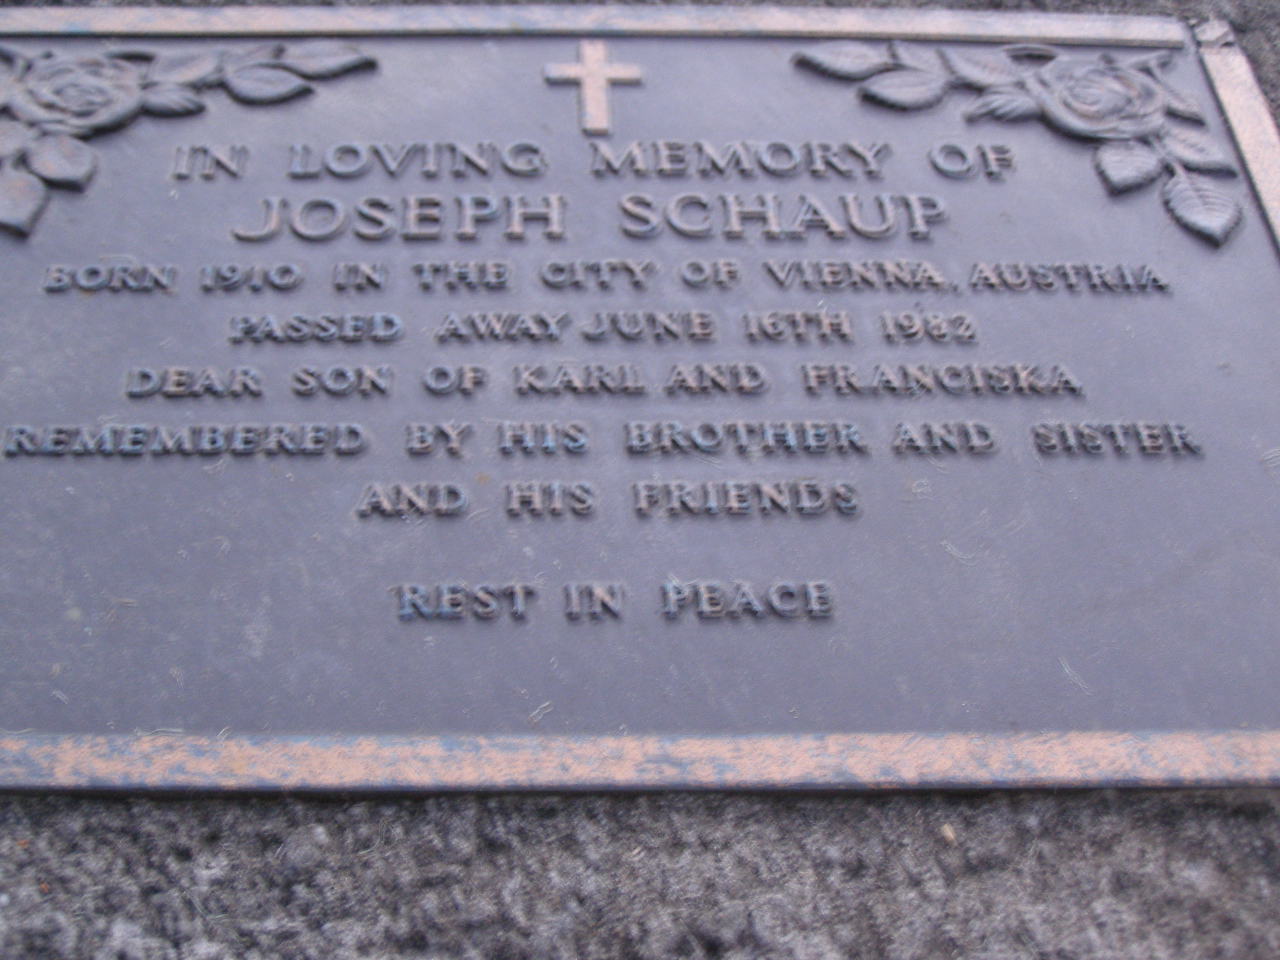 IN LOVING MEMORY OF
JOSEPH SCHAUP
BORN 1910 IN THE CITY OF VIENNA, AUSTRIA
PASSED AWAY JUNE 16TH 1982
DEAR SON OF KARL AND FRANCISKA
REMEMBERED BY HIS BROTHER AND SISTER
AND HIS FRIENDS
REST IN PEACE